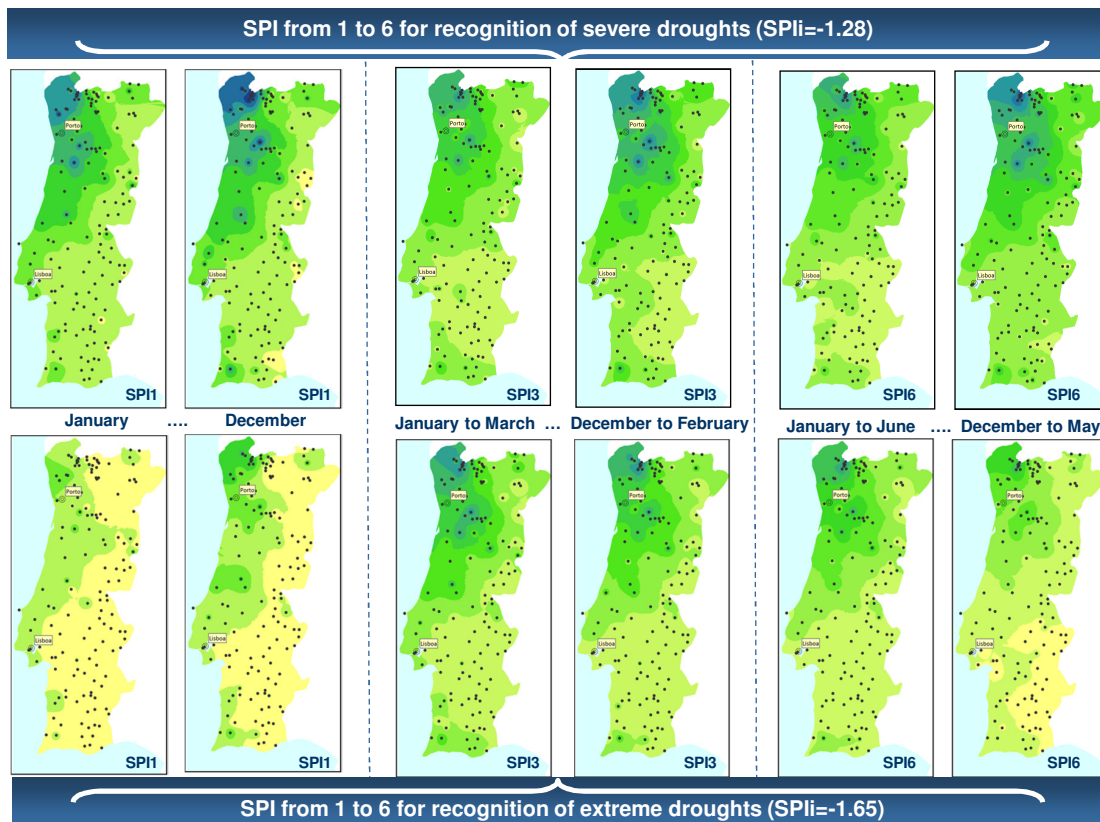 SPI from 1 to 6 for recognition of severe droughts (SPIi=-1.28)
Porto
Lisboa
SPI1
Porto
Lisboa
SPI1
Porto
Lisboa
SPI3
Porto
Lisboa
SPI3
Porto
Lisboa
SPI6
Porto
Lisboa
SPI6
January .... December
January to March ... December to February
January to June .... December to May
Porto
Lisboa
SPI1
Porto
Lisboa
SPI1
Porto
Lisboa
SPI3
Porto
Lisboa
SPI3
Porto
Lisboa
SPI6
Porto
Lisboa
SPI6
SPI from 1 to 6 for recognition of extreme droughts (SPIi=-1.65)